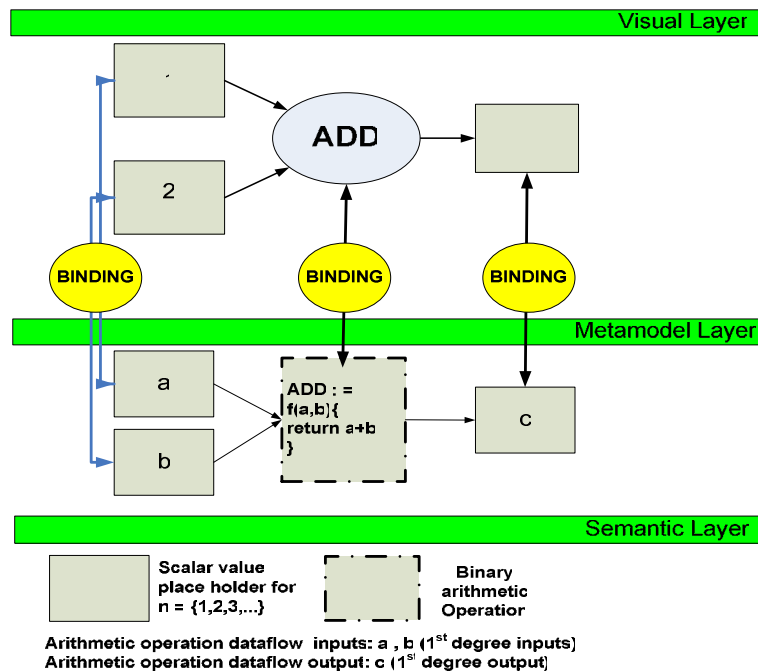 Visual Layer
ADD
2
BINDING
BINDING
BINDING
Metamodel Layer
a
ADD : =
f(a,b){
return a+b
}
c
b
Semantic Layer
Scalar value
place holder for
n = {1,2,3,...}
Binary
arithmetic
Operation
Arithmetic operation dataflow inputs: a , b (1st degree inputs)
Arithmetic operation dataflow output: c (1st degree output)